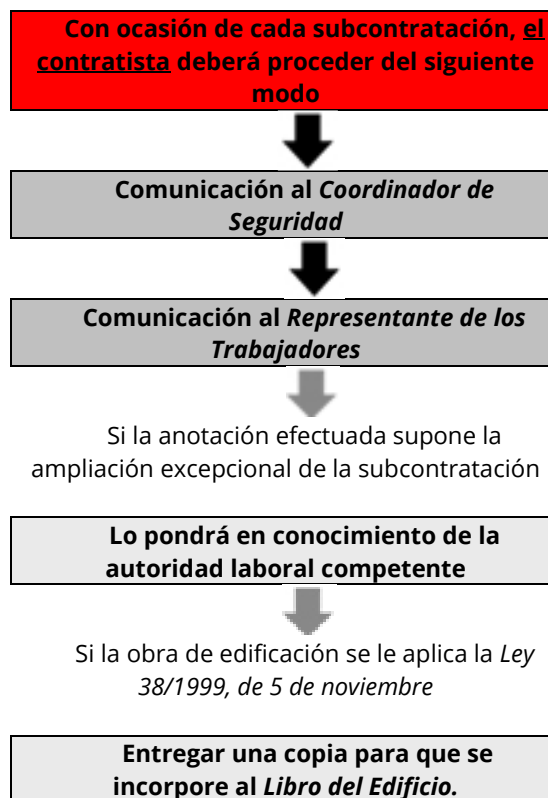 Con ocasión de cada subcontratación, el
contratista deberá proceder del siguiente
modo
Comunicación al Coordinador de
Seguridad
Comunicación al Representante de los
Trabajadores
Si la anotación efectuada supone la
ampliación excepcional de la subcontratación
Lo pondrá en conocimiento de la
autoridad laboral competente
Si la obra de edificación se le aplica la Ley
38/1999, de 5 de noviembre
Entregar una copia para que se
incorpore al Libro del Edificio.